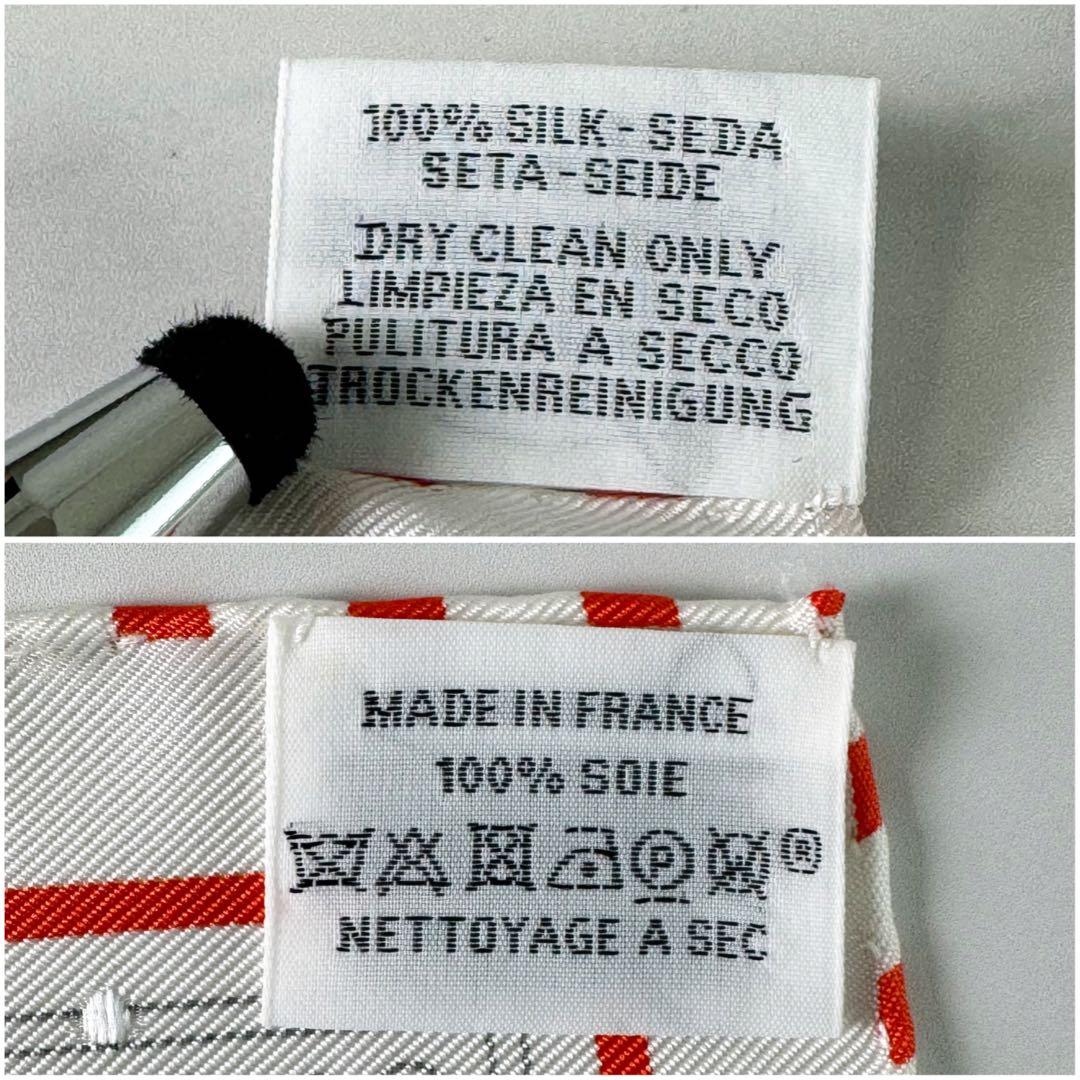 100% SILK - SEDA
SETA - SEIDE
DRY CLEAN ONLY
LIMPIEZA EN SECO
PULITURA A SECCO
TROCKENREINIGUNG
MADE IN FRANCE
100% SOIE
P W ®
NETTOYAGE A SEC